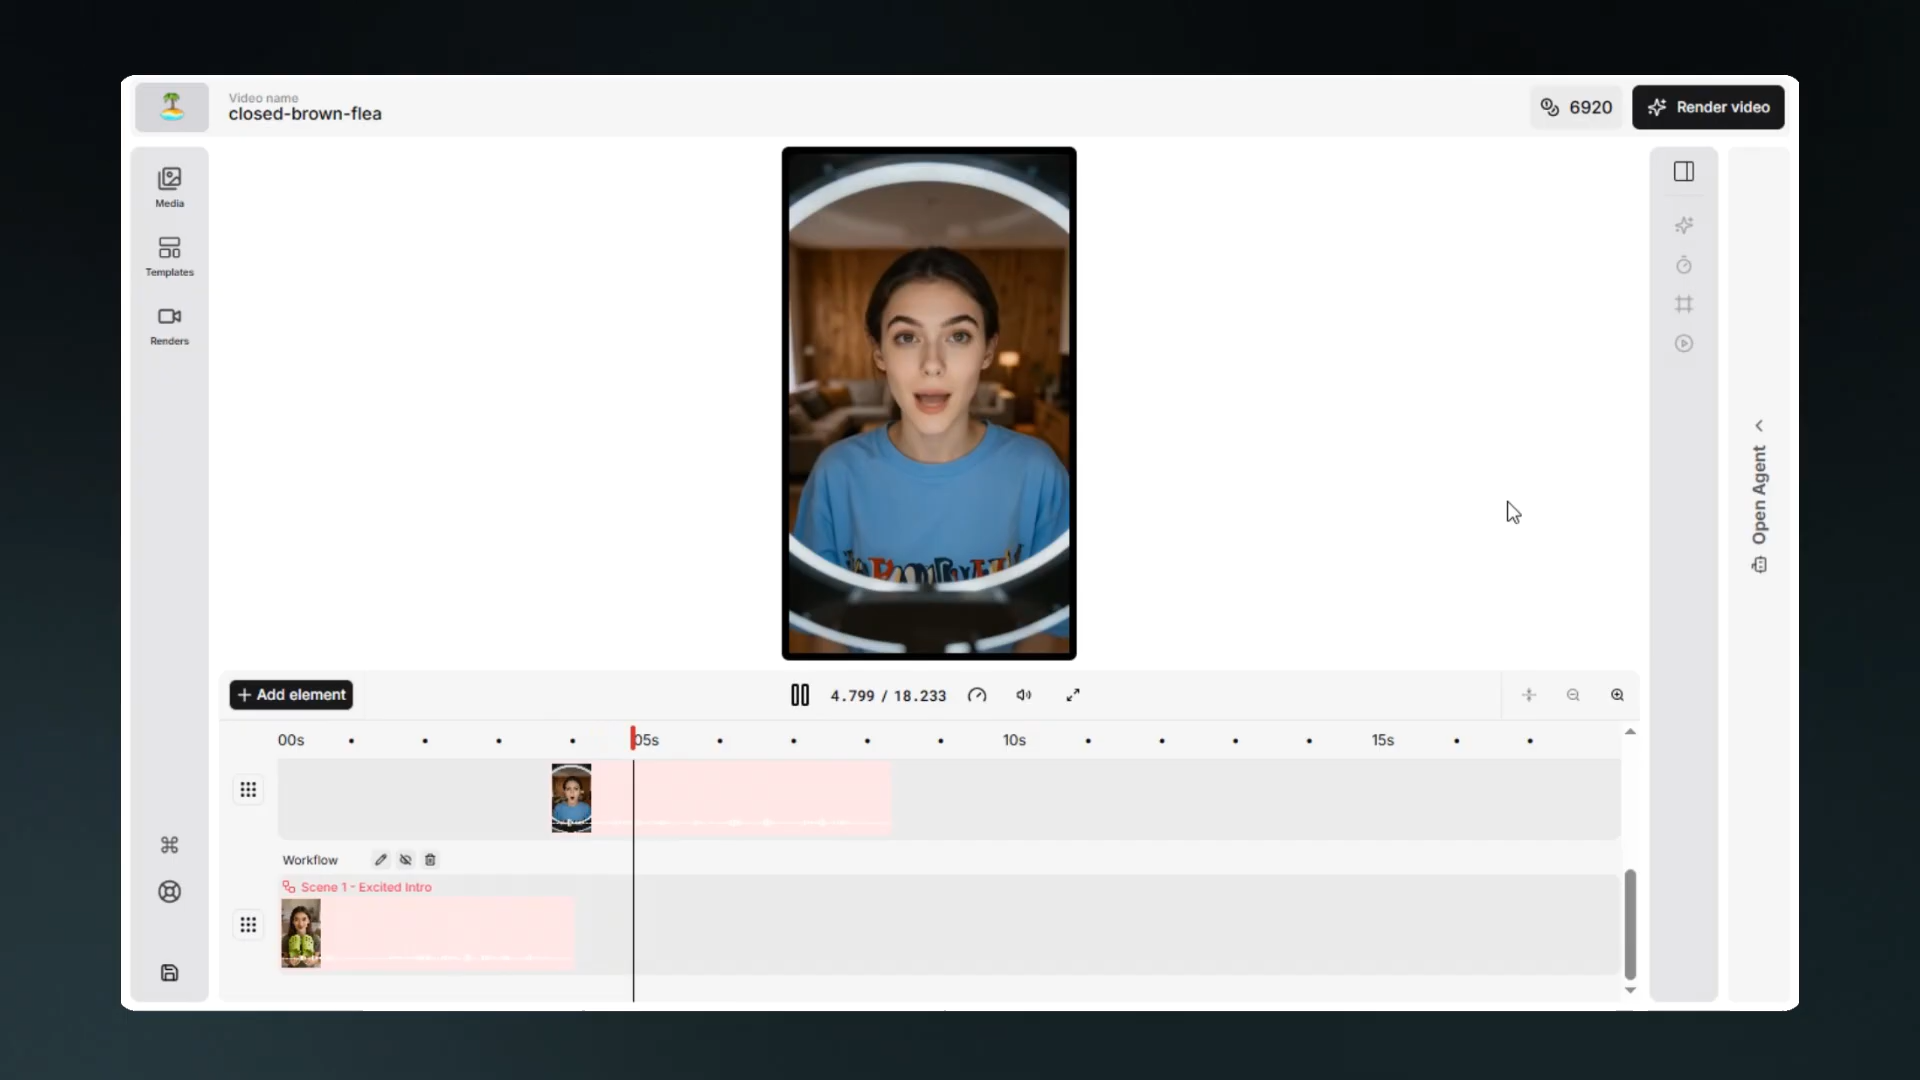 Video name
closed-brown-flea
6920
Render video
Media
Templates
Renders
Open Agent
+ Add element
4.799 / 18.233
00s
05s
10s
15s
Workflow
Scene 1 - Excited Intro